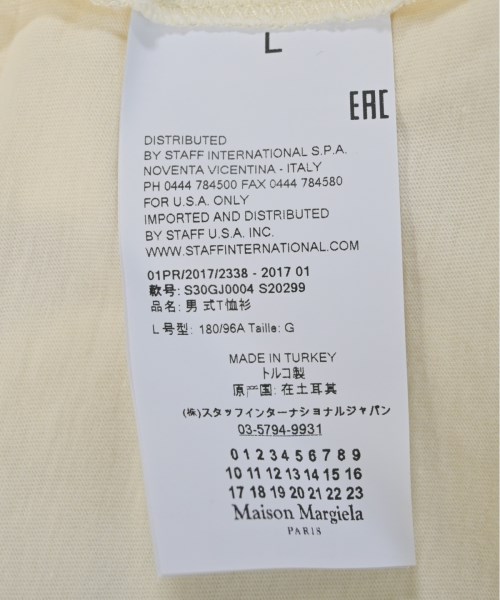 L
EAC
DISTRIBUTED
BY STAFF INTERNATIONAL S.P.A.
NOVENTA VICENTINA - ITALY
PH 0444 784500 FAX 0444 784580
FOR U.S.A. ONLY
IMPORTED AND DISTRIBUTED
BY STAFF U.S.A. INC.
WWW.STAFFINTERNATIONAL.COM
01PR/2017/2338 - 2017 01
款号: S30GJ0004 S20299
品名: 男 式T恤衫
L号型: 180/96A Taille: G
MADE IN TURKEY
トルコ製
原产国: 在土耳其
(株)スタッフインターナショナルジャパン
03-5794-9931
0 1 2 3 4 5 6 7 8 9
10 11 12 13 14 15 16
17 18 19 20 21 22 23
Maison Margiela
PARIS